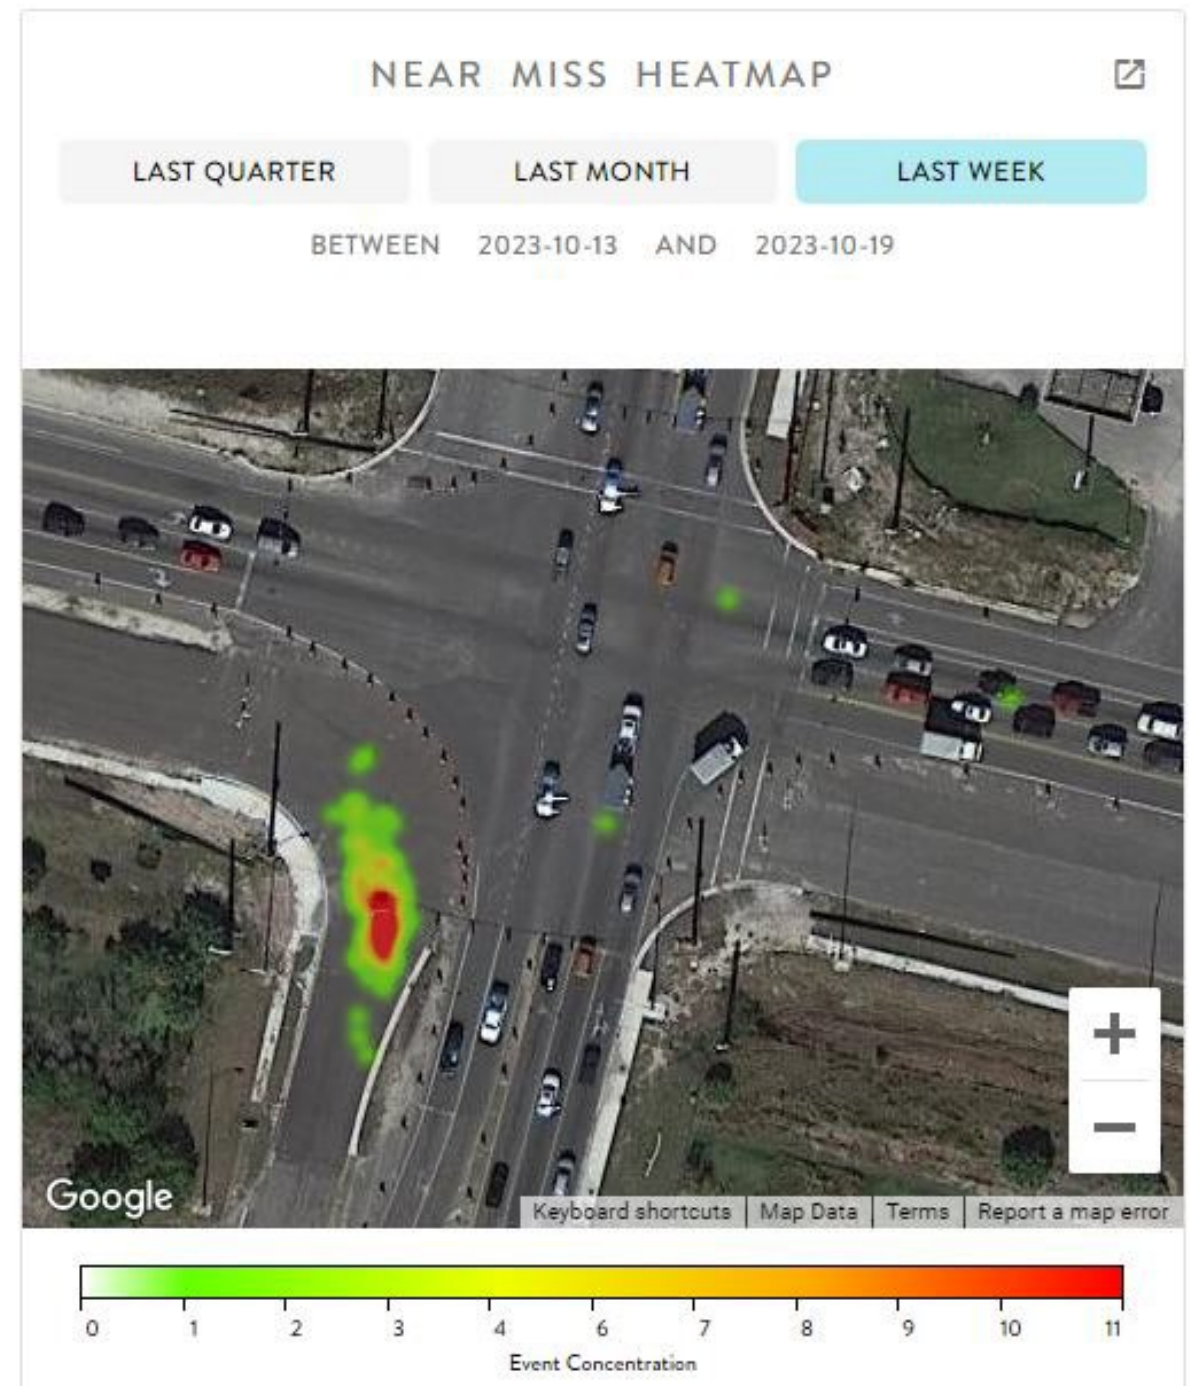 NEAR MISS HEATMAP
LAST QUARTER LAST MONTH LAST WEEK
BETWEEN 2023-10-13 AND 2023-10-19
Google
Keyboard shortcuts Map Data Terms Report a map error
0 1 2 3 4 6 7 8 9 10 11
Event Concentration